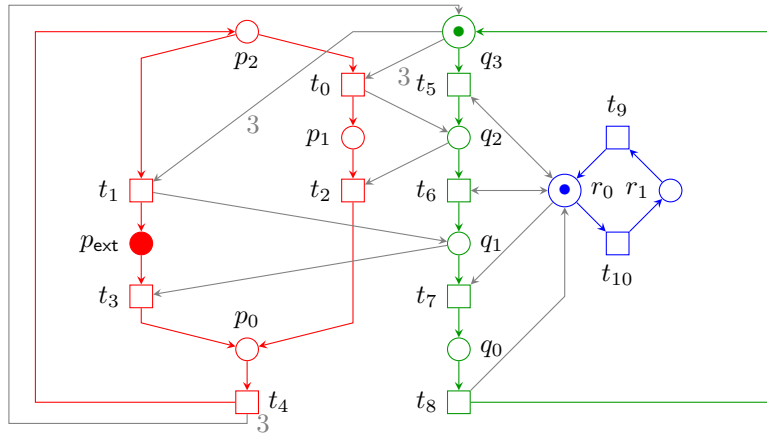 p₂ q₃
t₀ 3 t₅
t₉
3 p₁ q₂
t₁ t₂ t₆ r₀ r₁
p_ext q₁
t₁₀
t₃ t₇
p₀ q₀
t₄ t₈
3